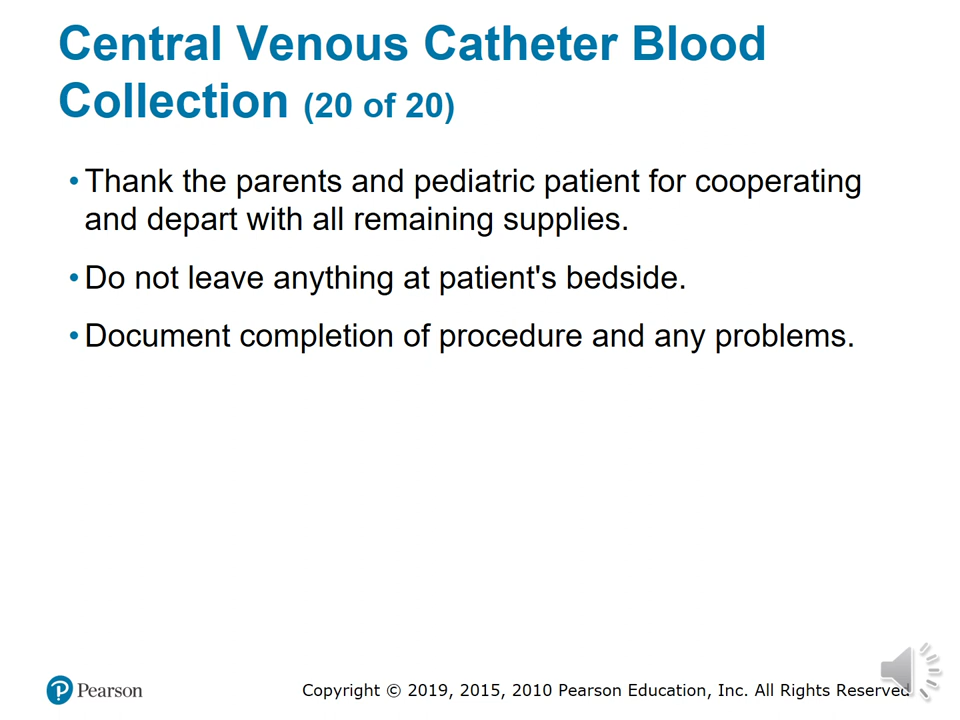 Central Venous Catheter Blood
Collection (20 of 20)
• Thank the parents and pediatric patient for cooperating
and depart with all remaining supplies.
• Do not leave anything at patient's bedside.
• Document completion of procedure and any problems.
Pearson
Copyright © 2019, 2015, 2010 Pearson Education, Inc. All Rights Reserved